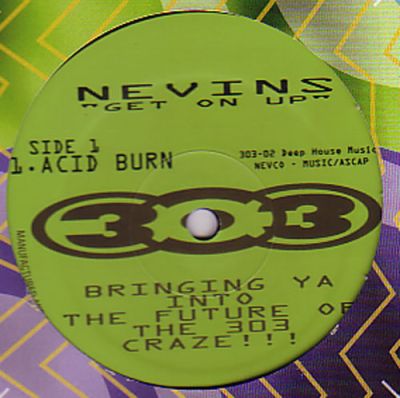 NEVINS
"GET ON UP"
SIDE 1
1. ACID BURN
303-02 Deep House Music
NEVCO - MUSIC/ASCAP
303
BRINGING YA
INTO
THE FUTURE OF
THE 303
CRAZE!!!
MANUFACTURED